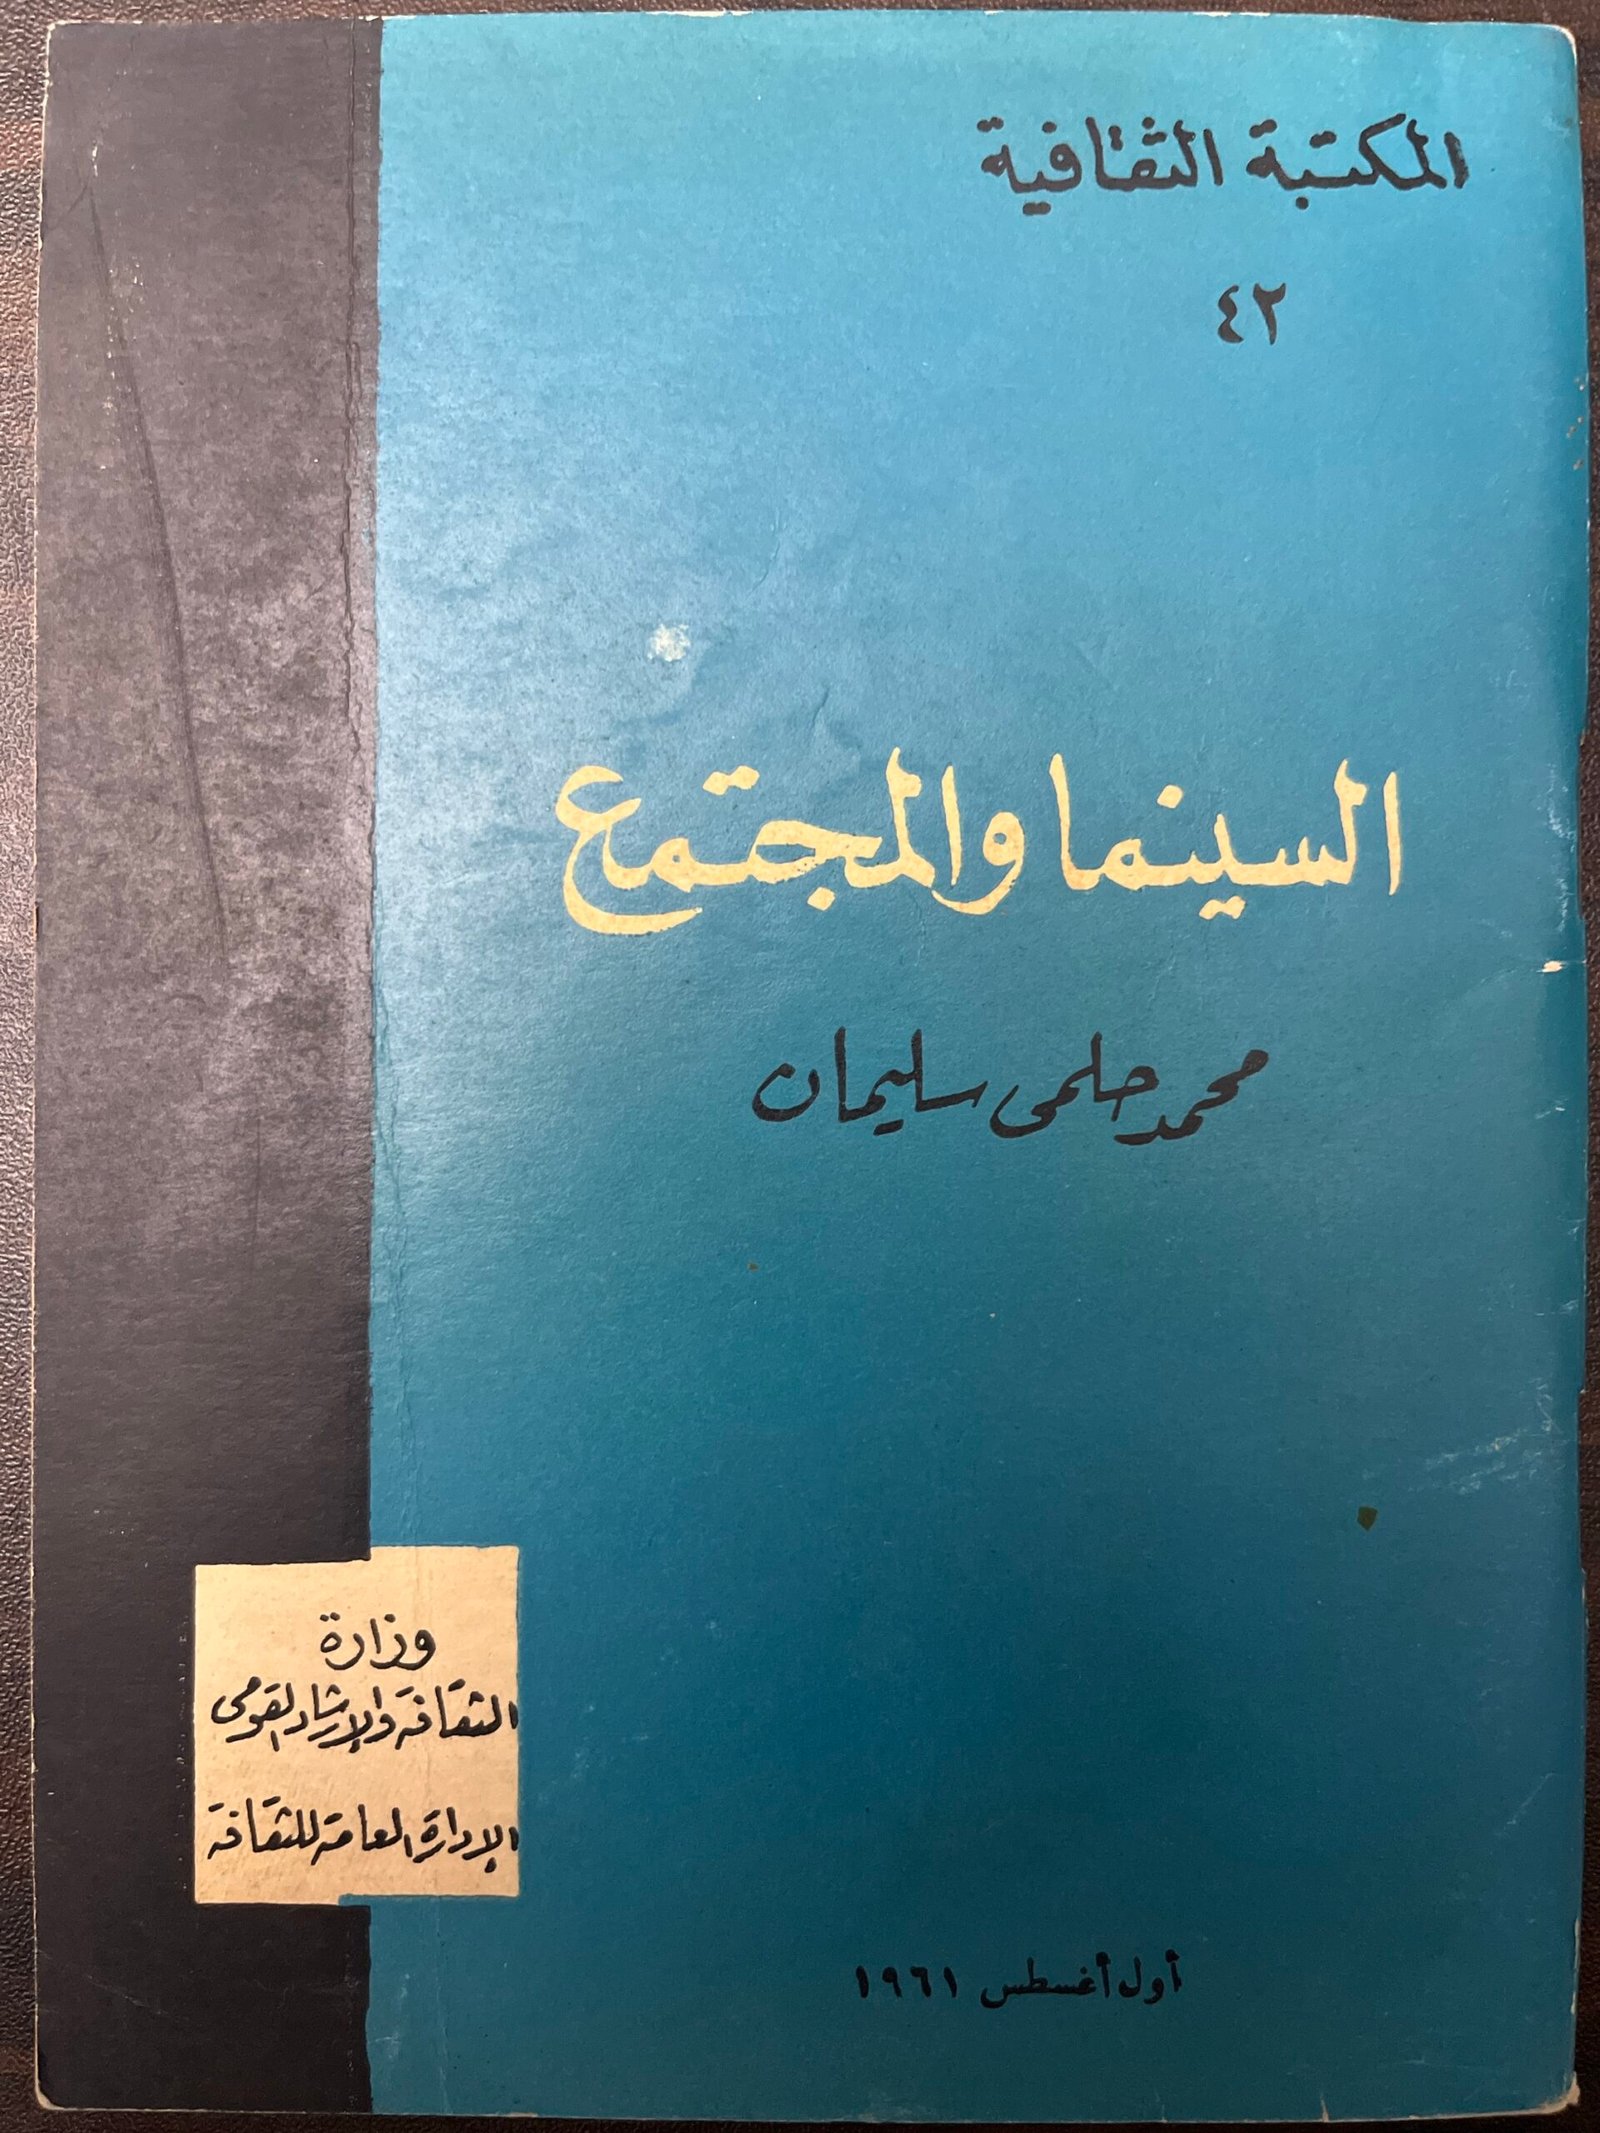 المكتبة الثقافية
٤٢
السينما والمجتمع
محمد حلمى سليمان
وزارة
الثقافة والإرشاد القومى
الإدارة العامة للثقافة
أول أغسطس ١٩٦١